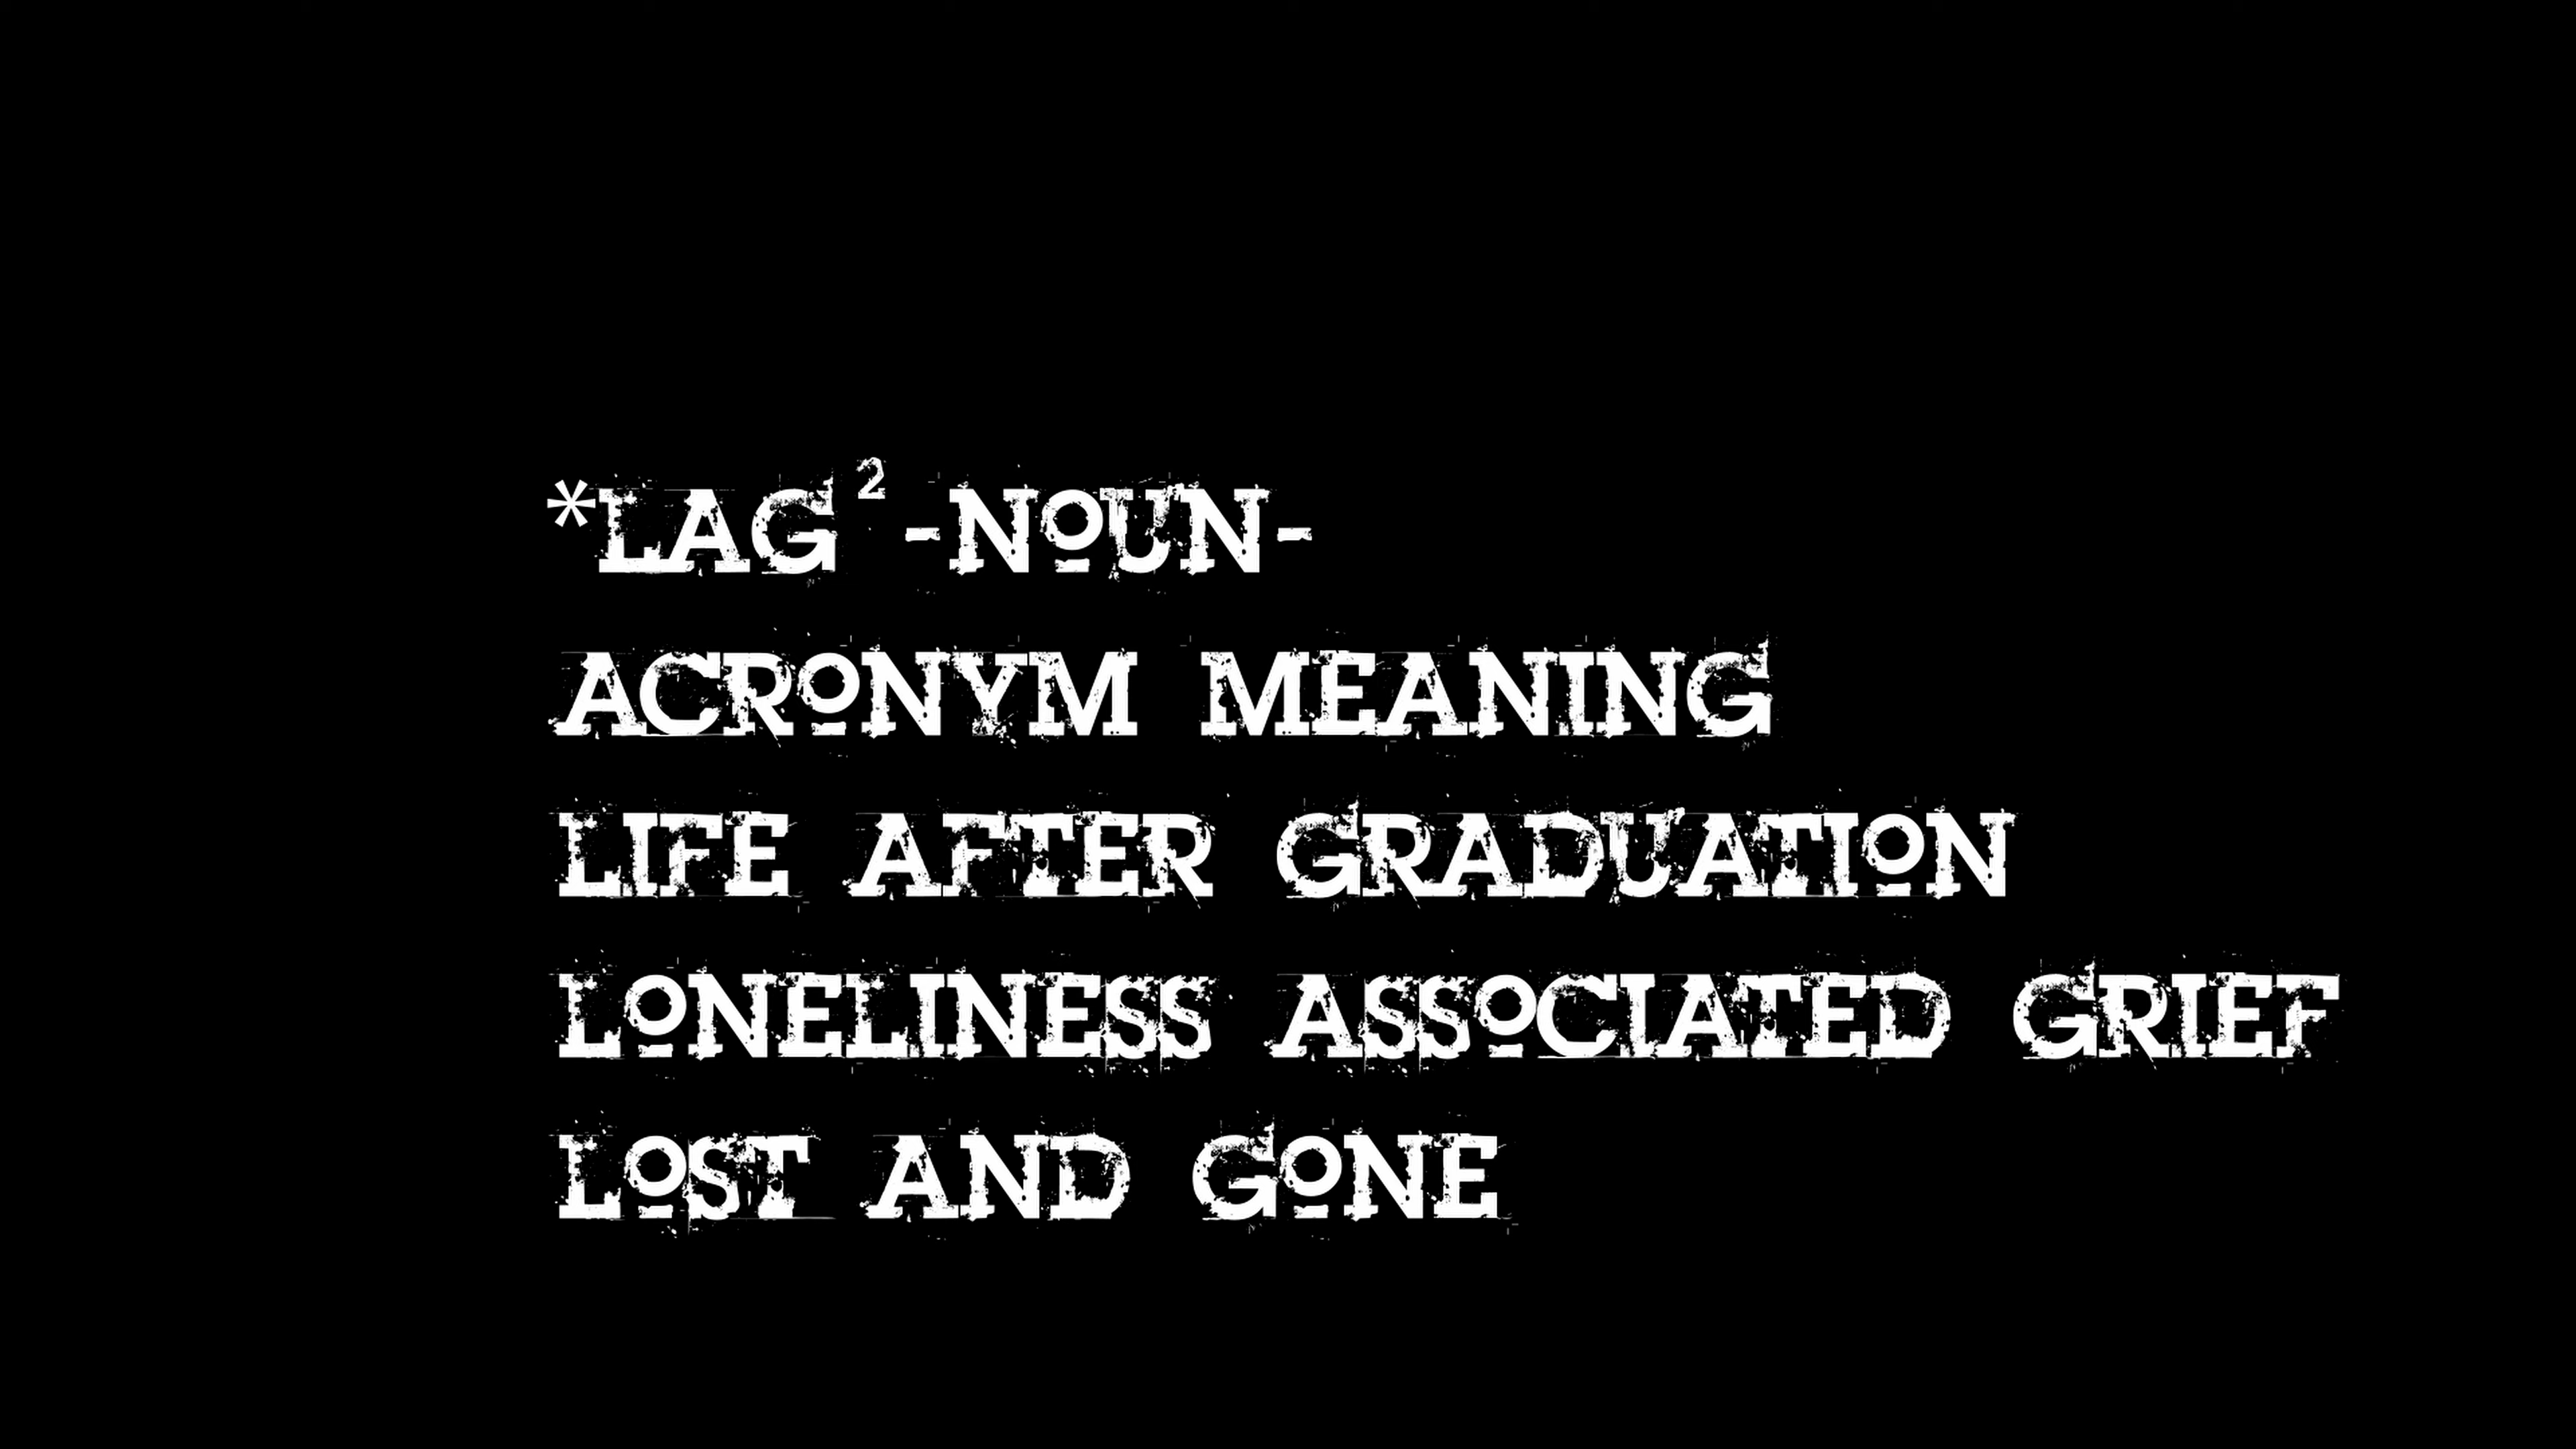 *LAG² -NOUN-
ACRONYM MEANING
LIFE AFTER GRADUATION
LONELINESS ASSOCIATED GRIEF
LOST AND GONE